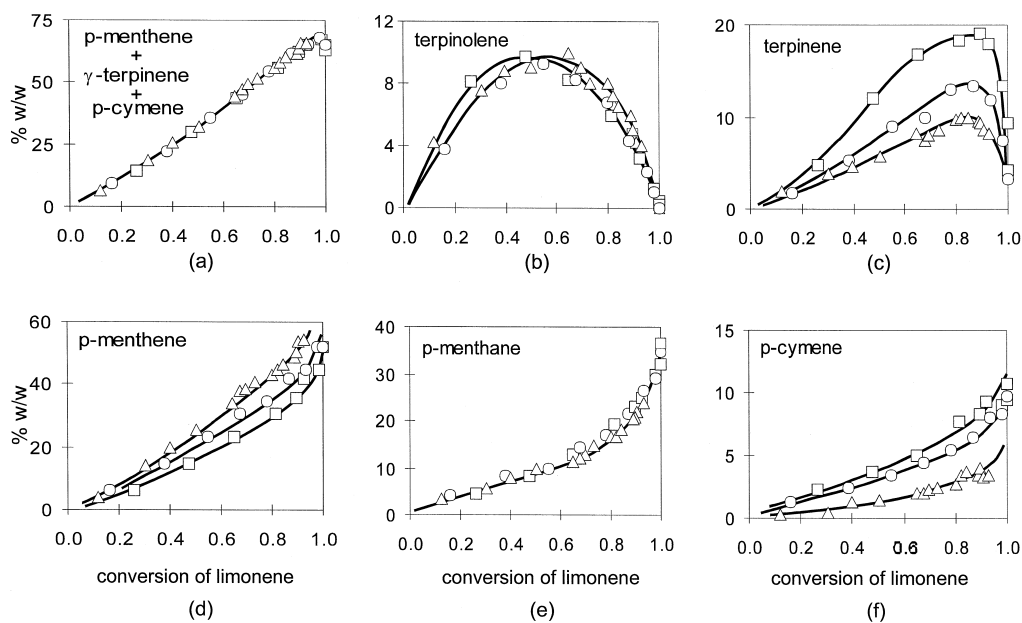 % w/w
75
50
25
0
p-menthene
+
γ-terpinene
+
p-cymene
0.0 0.2 0.4 0.6 0.8 1.0
(a)
12
8
4
0
terpinolene
0.0 0.2 0.4 0.6 0.8 1.0
(b)
20
10
0
terpinene
0.0 0.2 0.4 0.6 0.8 1.0
(c)
% w/w
60
40
20
0
p-menthene
0.0 0.2 0.4 0.6 0.8 1.0
conversion of limonene
(d)
40
30
20
10
0
p-menthane
0.0 0.2 0.4 0.6 0.8 1.0
conversion of limonene
(e)
15
10
5
0
p-cymene
0.0 0.2 0.4 0.6 0.8 1.0
conversion of limonene
(f)